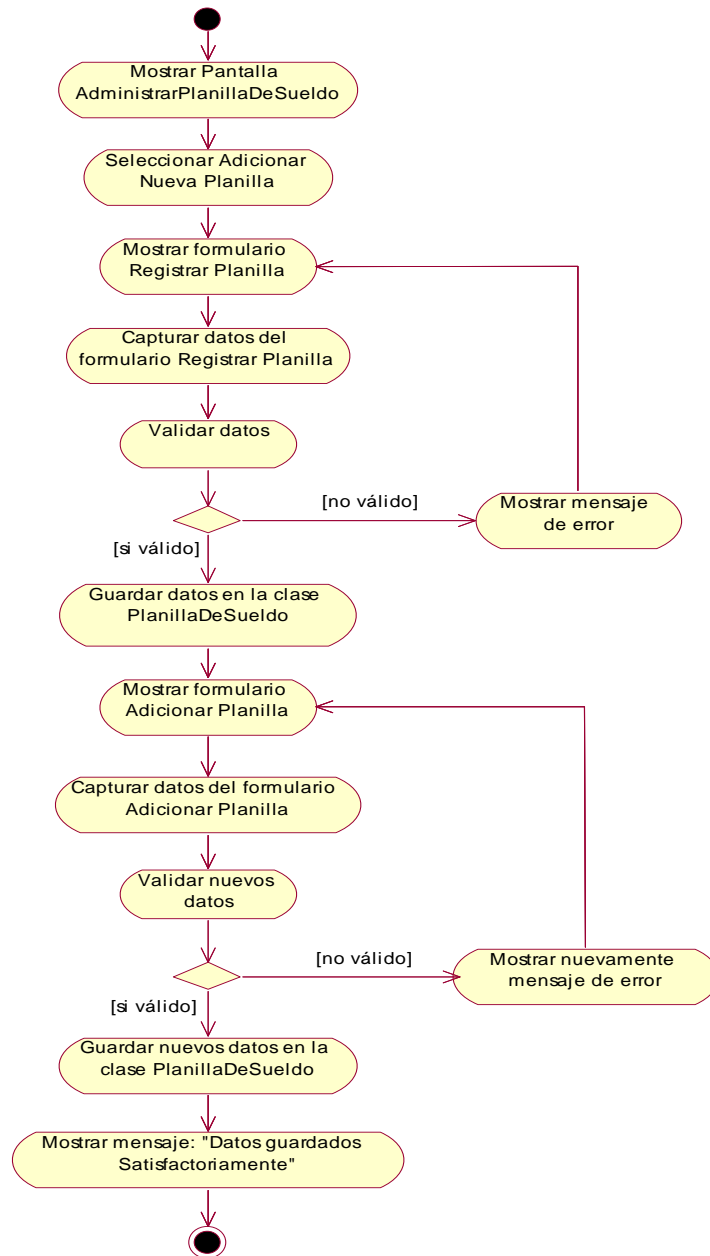 Mostrar Pantalla
AdministrarPlanillaDeSueldo
Seleccionar Adicionar
Nueva Planilla
Mostrar formulario
Registrar Planilla
Capturar datos del
formulario Registrar Planilla
Validar datos
[no válido]
Mostrar mensaje
de error
[si válido]
Guardar datos en la clase
PlanillaDeSueldo
Mostrar formulario
Adicionar Planilla
Capturar datos del formulario
Adicionar Planilla
Validar nuevos
datos
[no válido]
Mostrar nuevamente
mensaje de error
[si válido]
Guardar nuevos datos en la
clase PlanillaDeSueldo
Mostrar mensaje: "Datos guardados
Satisfactoriamente"